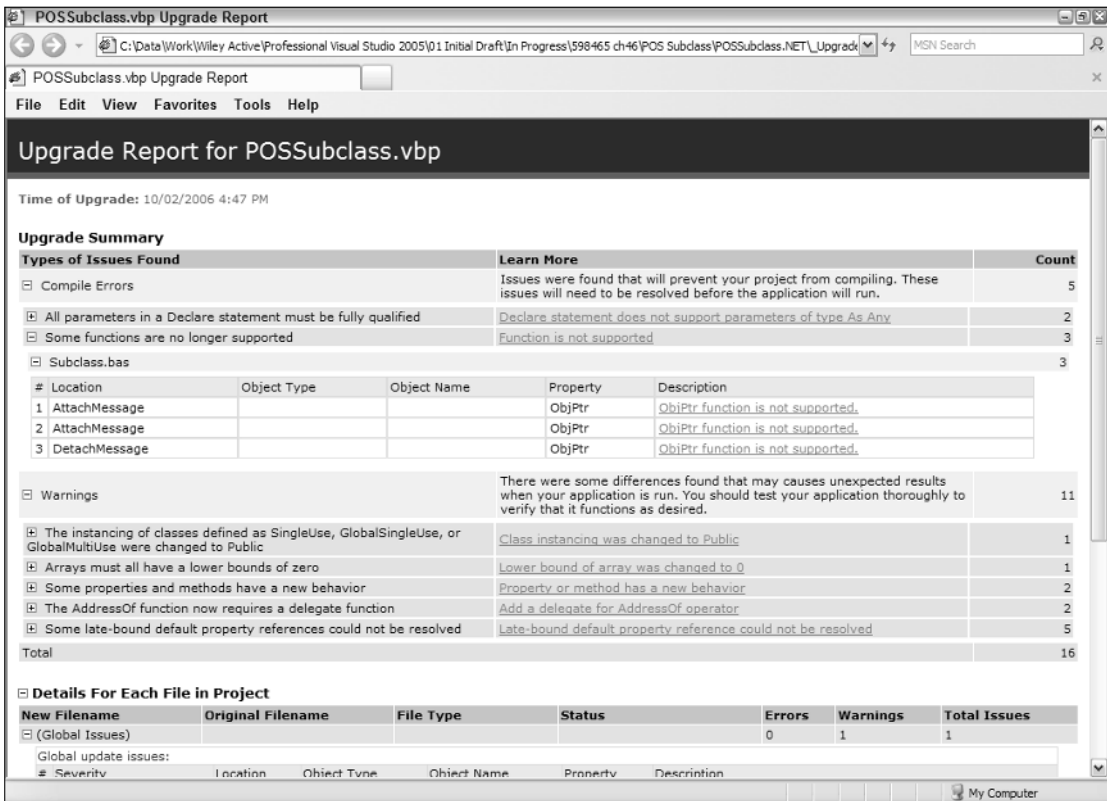 POSSubclass.vbp Upgrade Report
C:\Data\Work\Wiley Active\Professional Visual Studio 2005\01 Initial Draft\In Progress\598465 ch46\POS Subclass\POSSubclass.NET\_Upgrade
MSN Search
POSSubclass.vbp Upgrade Report
File Edit View Favorites Tools Help
Upgrade Report for POSSubclass.vbp
Time of Upgrade: 10/02/2006 4:47 PM
Upgrade Summary
Types of Issues Found Learn More Count
Compile Errors Issues were found that will prevent your project from compiling. These 5
issues will need to be resolved before the application will run.
All parameters in a Declare statement must be fully qualified Declare statement does not support parameters of type As Any 2
Some functions are no longer supported Function is not supported 3
Subclass.bas 3
# Location Object Type Object Name Property Description
1 AttachMessage ObjPtr ObjPtr function is not supported.
2 AttachMessage ObjPtr ObjPtr function is not supported.
3 DetachMessage ObjPtr ObjPtr function is not supported.
There were some differences found that may causes unexpected results
Warnings when your application is run. You should test your application thoroughly to 11
verify that it functions as desired.
The instancing of classes defined as SingleUse, GlobalSingleUse, or
GlobalMultiUse were changed to Public Class instancing was changed to Public 1
Arrays must all have a lower bounds of zero Lower bound of array was changed to 0 1
Some properties and methods have a new behavior Property or method has a new behavior 2
The AddressOf function now requires a delegate function Add a delegate for AddressOf operator 2
Some late-bound default property references could not be resolved Late-bound default property reference could not be resolved 5
Total 16
Details For Each File in Project
New Filename Original Filename File Type Status Errors Warnings Total Issues
(Global Issues) 0 1 1
Global update issues:
# Severity Location Object Type Object Name Property Description
My Computer